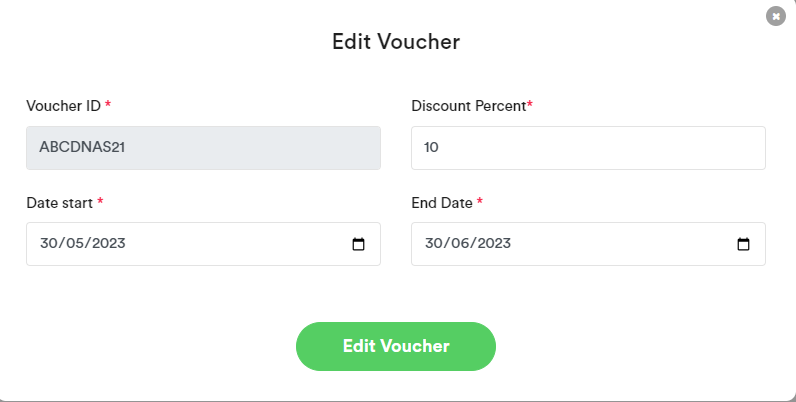 Edit Voucher
Voucher ID *
Discount Percent*
ABCDNAS21
10
Date start *
End Date *
30/05/2023
30/06/2023
Edit Voucher